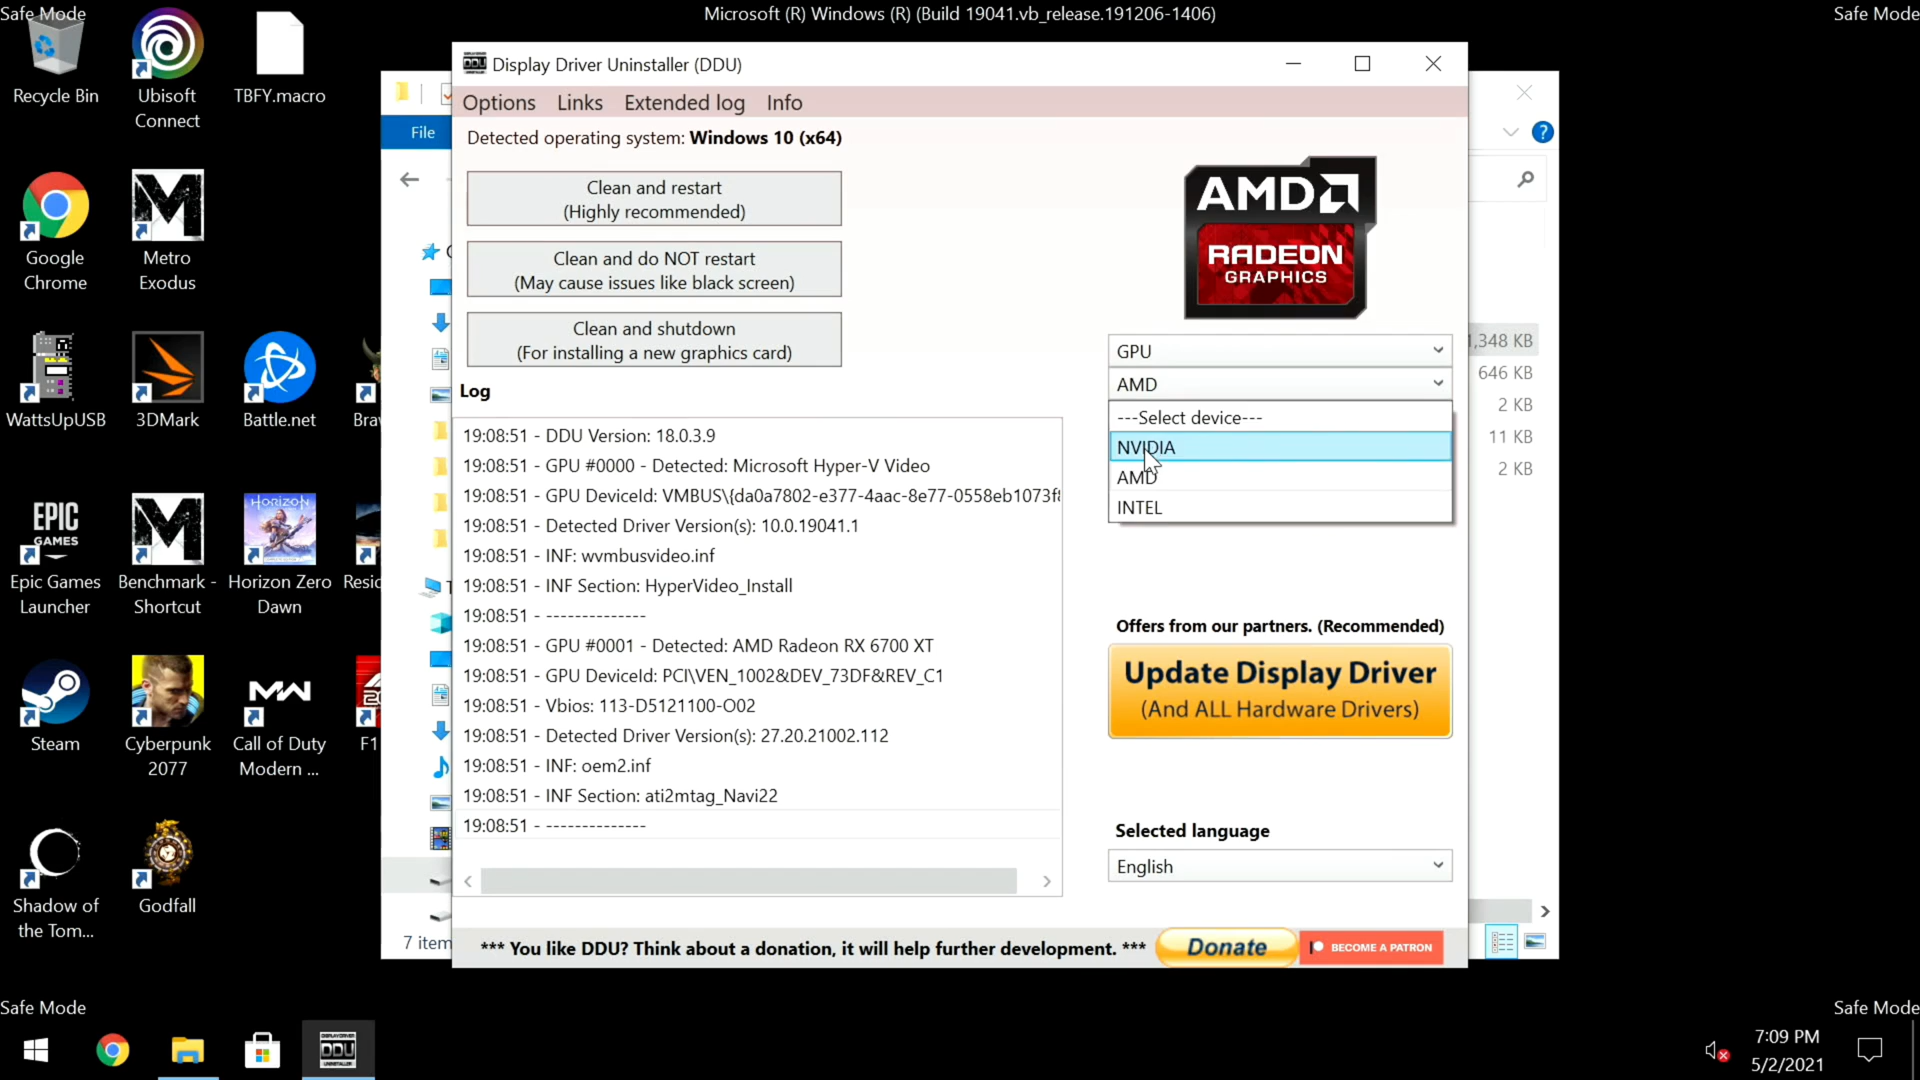 Safe Mode
Microsoft (R) Windows (R) (Build 19041.vb_release.191206-1406)
Safe Mode
Recycle Bin
Ubisoft
Connect
TBFY.macro
Google
Chrome
Metro
Exodus
WattsUpUSB
3DMark
Battle.net
Bra
EPIC
GAMES
Epic Games
Launcher
Benchmark -
Shortcut
HORIZON
Horizon Zero
Dawn
Resid
Steam
Cyberpunk
2077
MW
Call of Duty
Modern ...
F1
Shadow of
the Tom...
Godfall
File
7 item
Display Driver Uninstaller (DDU)
Options
Links
Extended log
Info
Detected operating system: Windows 10 (x64)
Clean and restart
(Highly recommended)
Clean and do NOT restart
(May cause issues like black screen)
Clean and shutdown
(For installing a new graphics card)
Log
19:08:51 - DDU Version: 18.0.3.9
19:08:51 - GPU #0000 - Detected: Microsoft Hyper-V Video
19:08:51 - GPU DeviceId: VMBUS\{da0a7802-e377-4aac-8e77-0558eb1073f8
19:08:51 - Detected Driver Version(s): 10.0.19041.1
19:08:51 - INF: wvmbusvideo.inf
19:08:51 - INF Section: HyperVideo_Install
19:08:51 - --------------
19:08:51 - GPU #0001 - Detected: AMD Radeon RX 6700 XT
19:08:51 - GPU DeviceId: PCI\VEN_1002&DEV_73DF&REV_C1
19:08:51 - Vbios: 113-D5121100-O02
19:08:51 - Detected Driver Version(s): 27.20.21002.112
19:08:51 - INF: oem2.inf
19:08:51 - INF Section: ati2mtag_Navi22
19:08:51 - --------------
AMD
RADEON
GRAPHICS
GPU
AMD
---Select device---
NVIDIA
AMD
INTEL
Offers from our partners. (Recommended)
Update Display Driver
(And ALL Hardware Drivers)
Selected language
English
*** You like DDU? Think about a donation, it will help further development. ***
Donate
BECOME A PATRON
1,348 KB
646 KB
2 KB
11 KB
2 KB
Safe Mode
Safe Mode
DDU
7:09 PM
5/2/2021